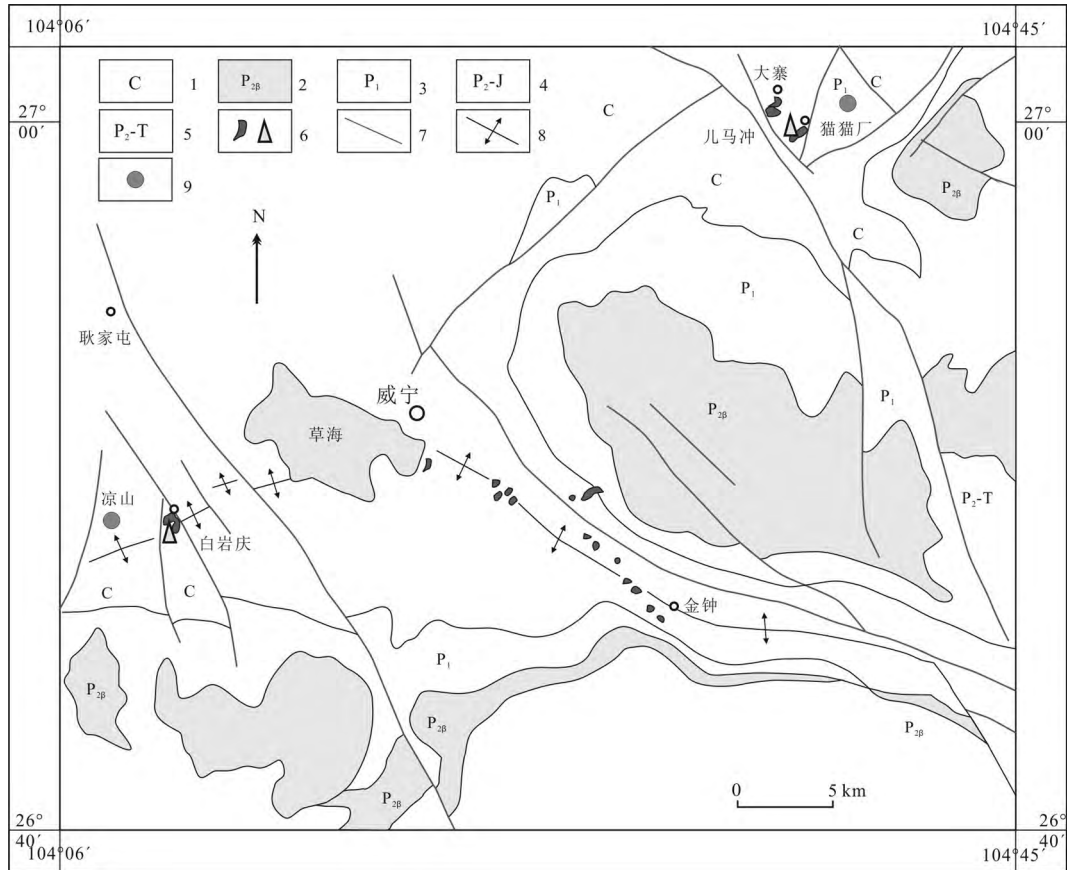 104°06′
104°45′
C 1
P₂β 2
P₁ 3
P₂-J 4
27°
00′
P₂-T 5
6
7
8
9
N
C
大寨
P₁
C
猫猫厂
儿马冲
27°
00′
C
P₂β
P₁
C
P₁
耿家屯
威宁
草海
P₂β
P₁
凉山
白岩庆
P₂-T
C
C
金钟
P₁
P₂β
P₂β
P₂β
P₂β
0 5 km
26°
40′
104°06′
26°
40′
104°45′